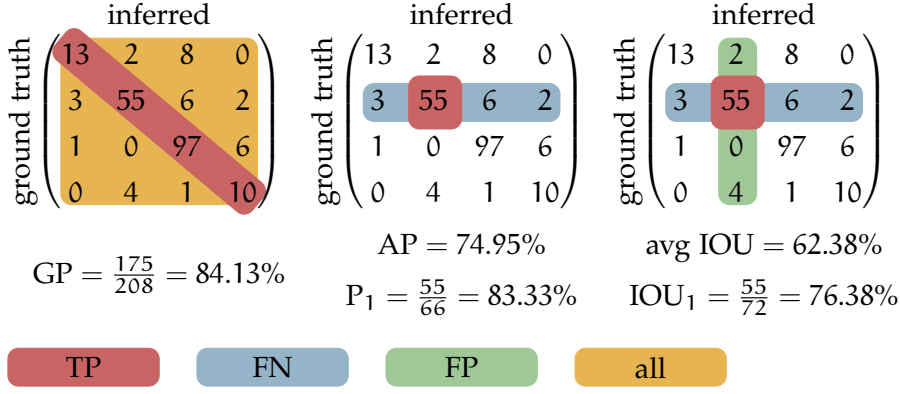 inferred inferred inferred
ground truth 13 2 8 0 ground truth 13 2 8 0 ground truth 13 2 8 0
3 55 6 2 3 55 6 2 3 55 6 2
1 0 97 6 1 0 97 6 1 0 97 6
0 4 1 10 0 4 1 10 0 4 1 10
GP = 175/208 = 84.13%
AP = 74.95%
P₁ = 55/66 = 83.33%
avg IOU = 62.38%
IOU₁ = 55/72 = 76.38%
TP FN FP all